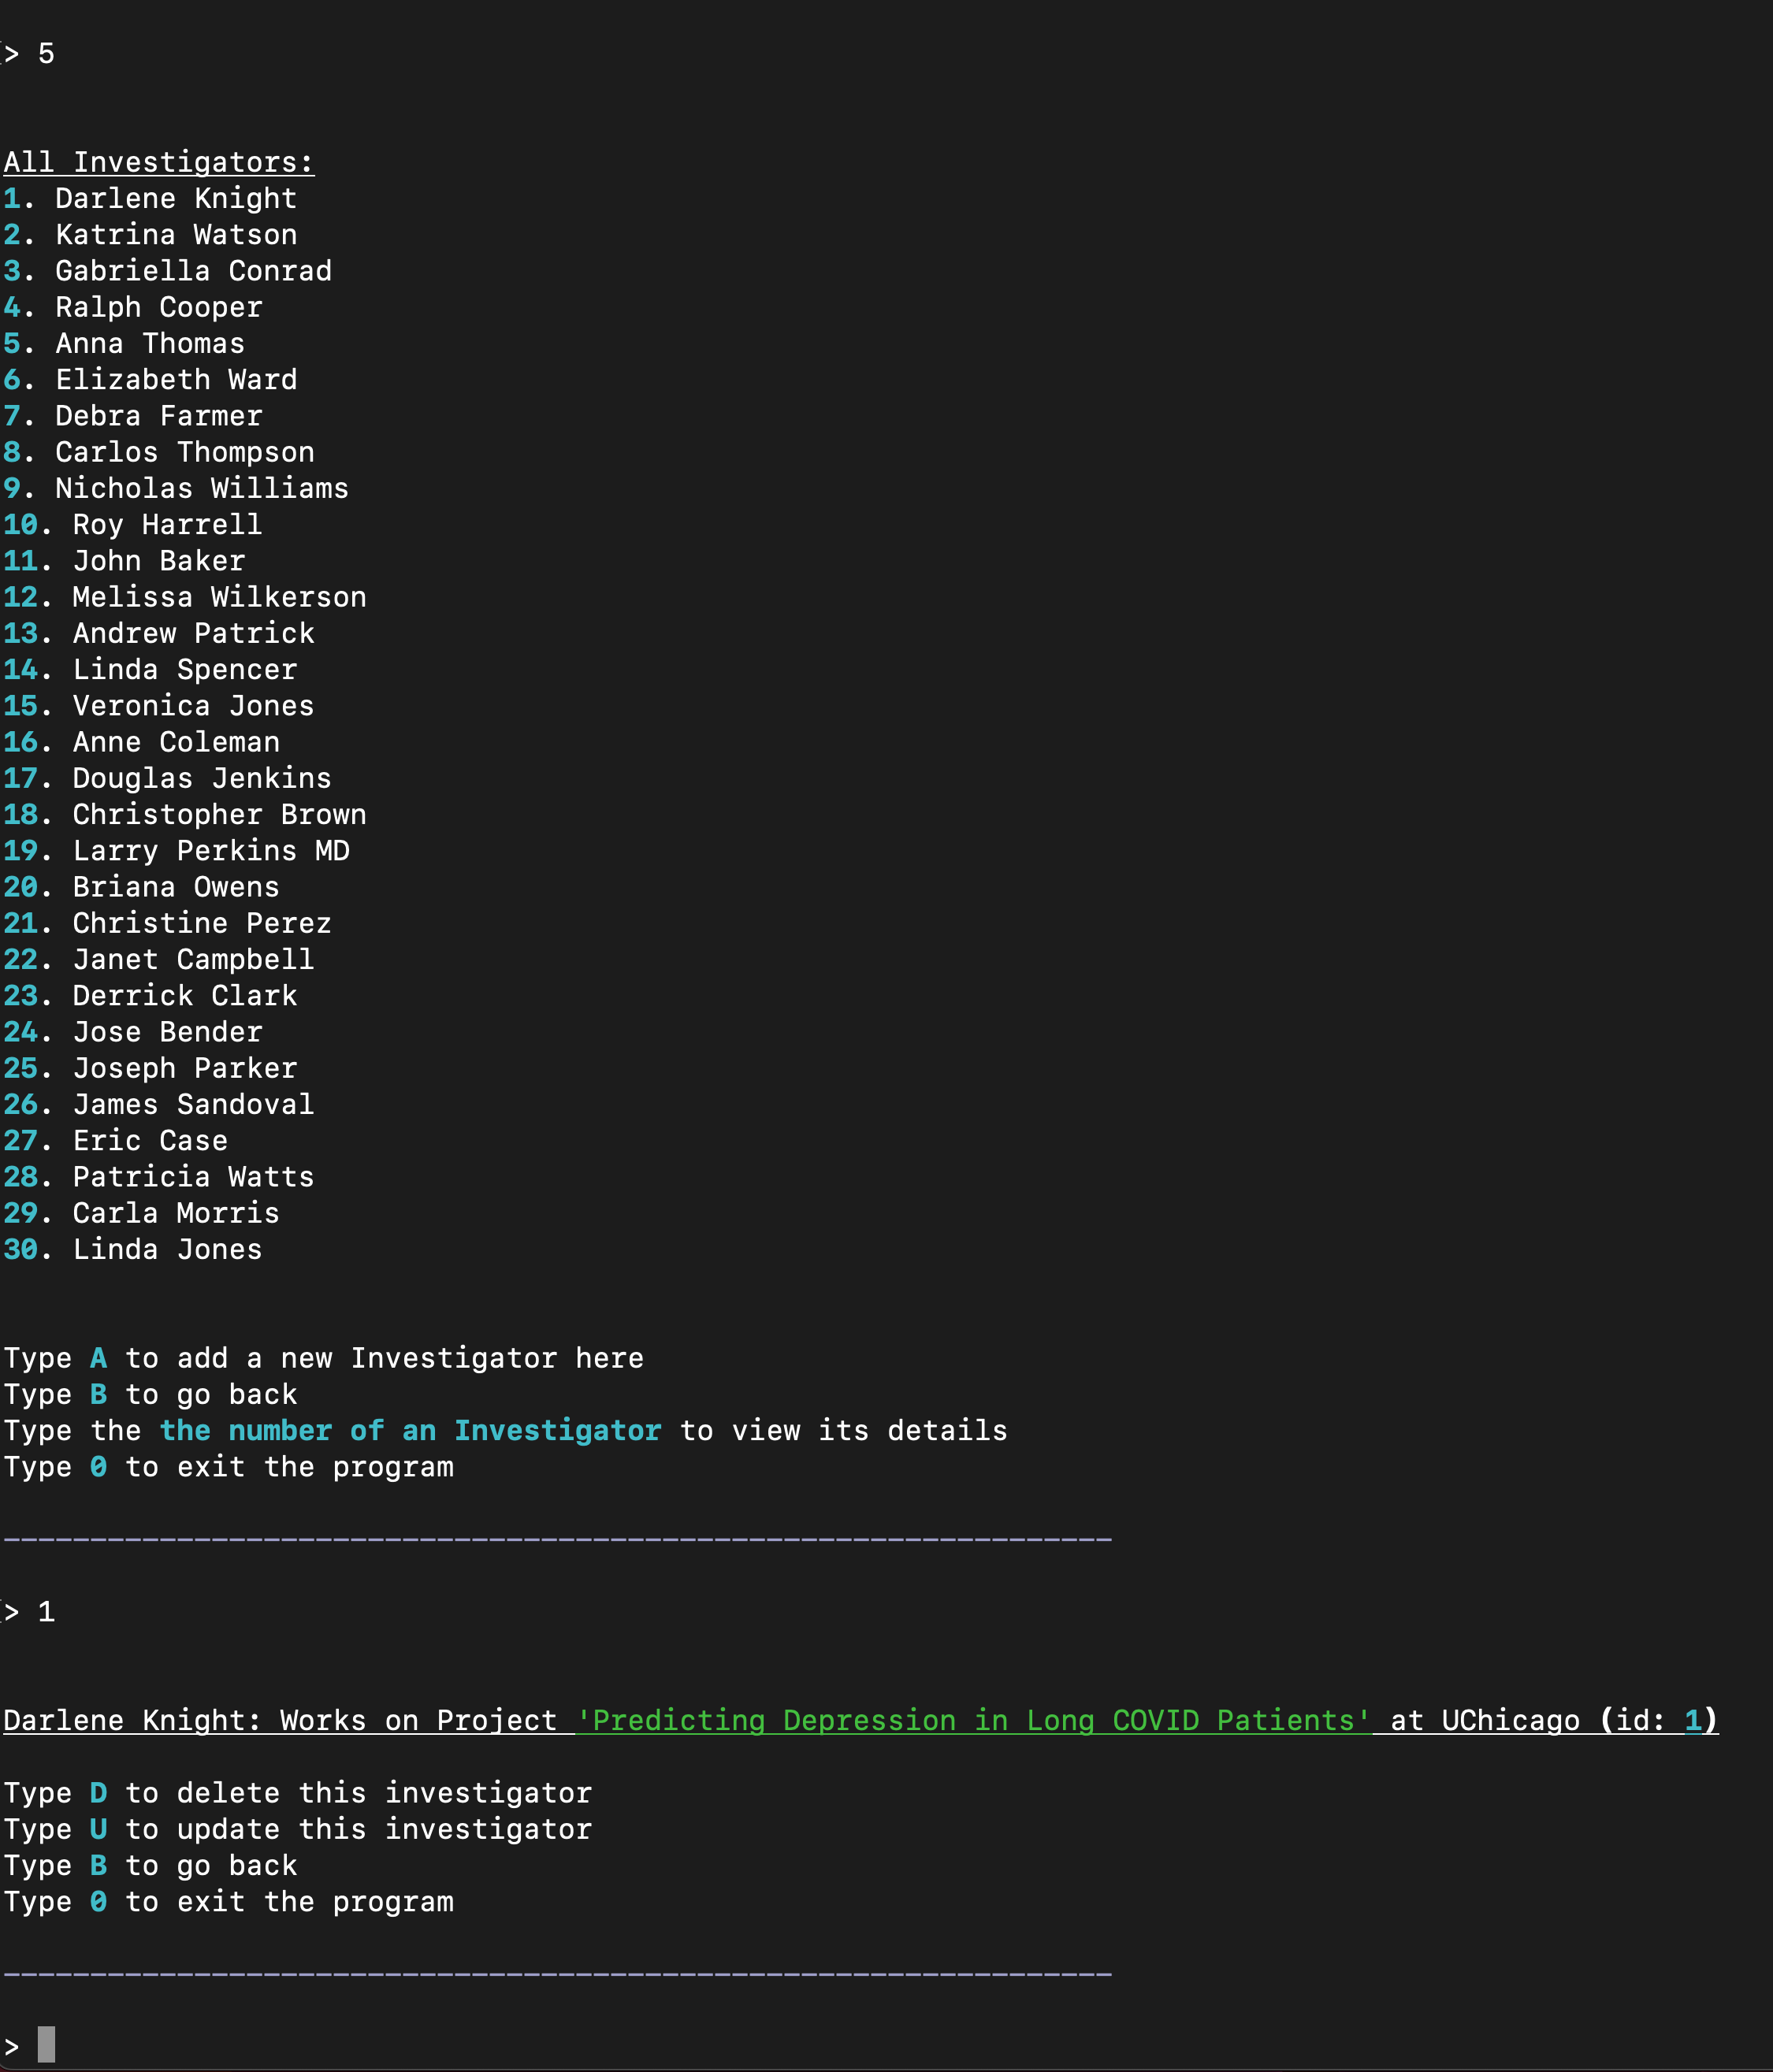 > 5
All Investigators:
1. Darlene Knight
2. Katrina Watson
3. Gabriella Conrad
4. Ralph Cooper
5. Anna Thomas
6. Elizabeth Ward
7. Debra Farmer
8. Carlos Thompson
9. Nicholas Williams
10. Roy Harrell
11. John Baker
12. Melissa Wilkerson
13. Andrew Patrick
14. Linda Spencer
15. Veronica Jones
16. Anne Coleman
17. Douglas Jenkins
18. Christopher Brown
19. Larry Perkins MD
20. Briana Owens
21. Christine Perez
22. Janet Campbell
23. Derrick Clark
24. Jose Bender
25. Joseph Parker
26. James Sandoval
27. Eric Case
28. Patricia Watts
29. Carla Morris
30. Linda Jones
Type A to add a new Investigator here
Type B to go back
Type the the number of an Investigator to view its details
Type 0 to exit the program
----------------------------------------------------------------
> 1
Darlene Knight: Works on Project 'Predicting Depression in Long COVID Patients' at UChicago (id: 1)
Type D to delete this investigator
Type U to update this investigator
Type B to go back
Type 0 to exit the program
----------------------------------------------------------------
>